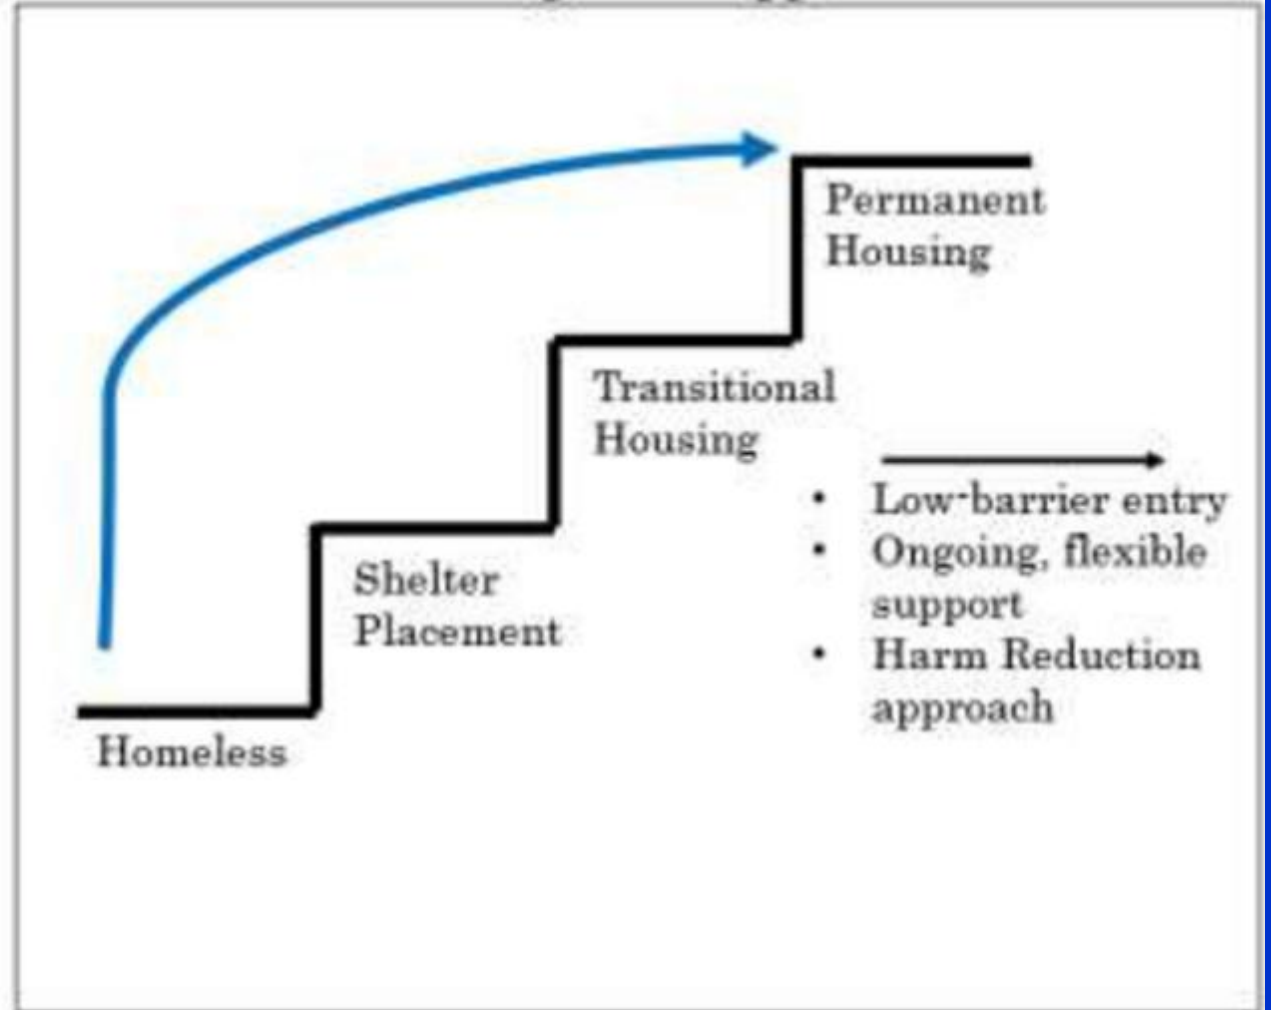 Permanent
Housing
Transitional
Housing
Shelter
Placement
Homeless
• Low-barrier entry
• Ongoing, flexible
support
• Harm Reduction
approach